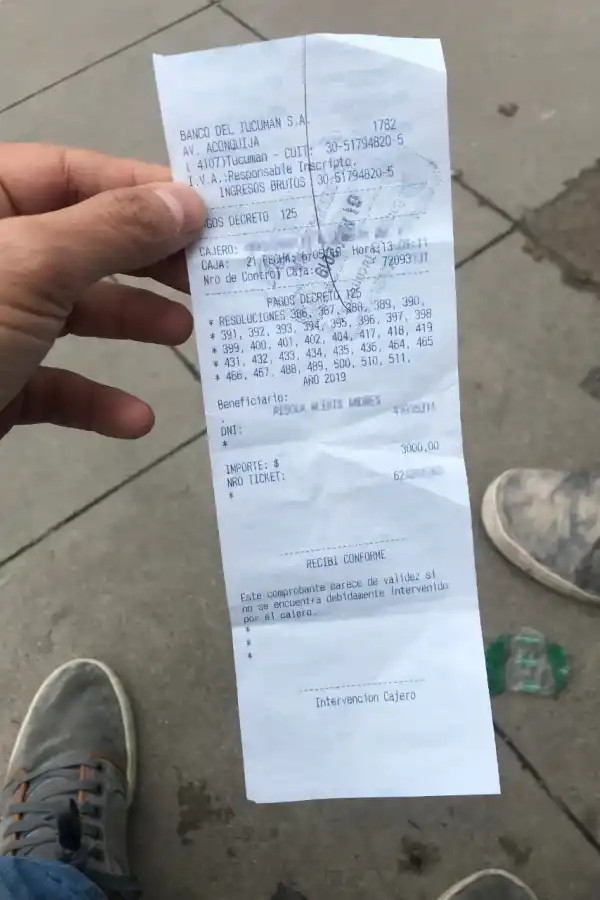 BANCO DEL TUCUMAN S.A.
AV. ACONQUIJA 1782
( 4107)Tucuman - CUIT: 30-51794820-5
I.V.A.:Responsable Inscripto.
INGRESOS BRUTOS 30-51794820-5
GOS DECRETO 125
CAJERO:
CAJA: 21 FECHA: Hora:13
Nro de Control Caja: 72093
PAGOS DECRETO 125
* RESOLUCIONES 386, 387, 388, 389, 390,
* 391, 392, 393, 394, 395, 396, 397, 398
* 399, 400, 401, 402, 404, 417, 418, 419
* 431, 432, 433, 434, 435, 436, 464, 465
* 466, 467, 488, 489, 500, 510, 511,
AÑO 2019
Beneficiario:
DNI:
*
IMPORTE: $ 3000,00
NRO TICKET:
*
RECIBI CONFORME
Este comprobante carece de validez si
no se encuentra debidamente intervenido
por el cajero.
*
*
*
Intervencion Cajero